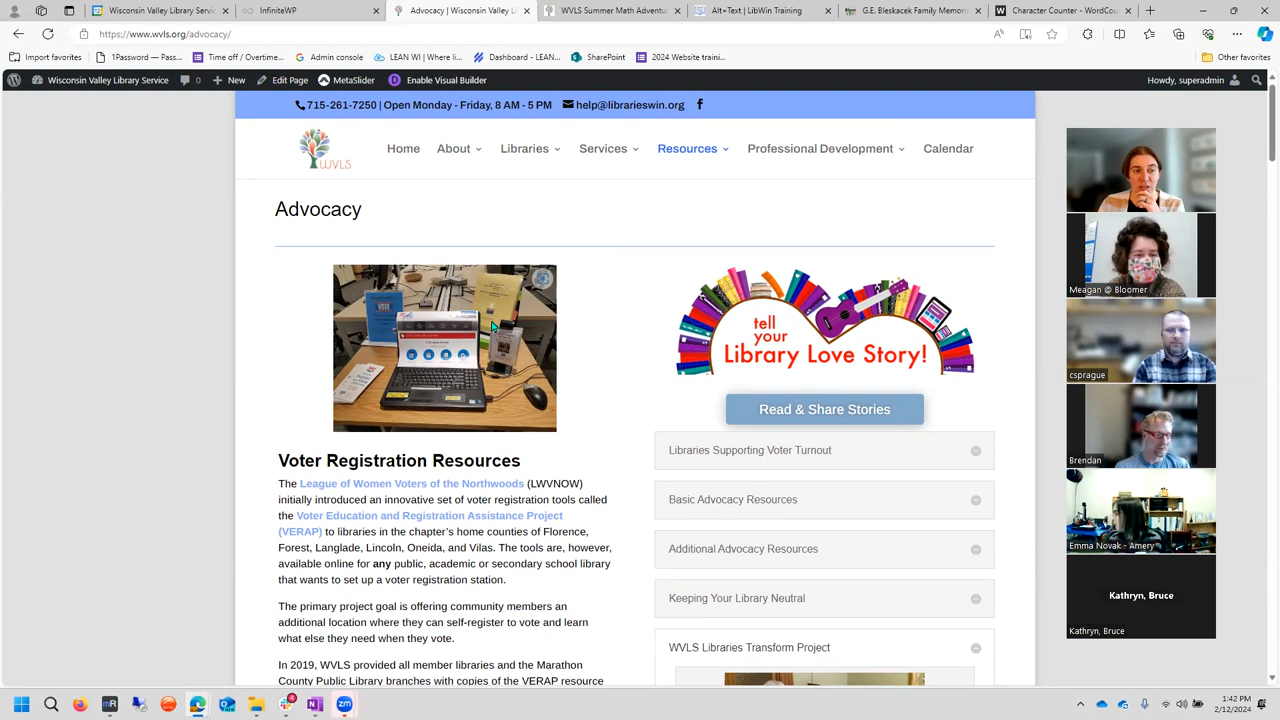 Wisconsin Valley Library Servi
InfiniteWP
Advocacy | Wisconsin Valley Li
WVLS Summer Math Adventu
Alt+Text | LibWin Training
G.E. Bleskacek Family Memori
Character Counter - WordCou
https://www.wvls.org/advocacy/
Import favorites
1Password — Pass...
Time off / Overtime...
Admin console
LEAN WI | Where li...
Dashboard - LEAN...
SharePoint
2024 Website traini...
Other favorites
Wisconsin Valley Library Service
0
New
Edit Page
MetaSlider
Enable Visual Builder
Howdy, superadmin
715-261-7250 | Open Monday - Friday, 8 AM - 5 PM
help@librarieswin.org
WVLS
Home
About
Libraries
Services
Resources
Professional Development
Calendar
Advocacy
tell
your
Library Love Story!
Read & Share Stories
Voter Registration Resources
The League of Women Voters of the Northwoods (LWVNOW)
initially introduced an innovative set of voter registration tools called
the Voter Education and Registration Assistance Project
(VERAP) to libraries in the chapter's home counties of Florence,
Forest, Langlade, Lincoln, Oneida, and Vilas. The tools are, however,
available online for any public, academic or secondary school library
that wants to set up a voter registration station.
The primary project goal is offering community members an
additional location where they can self-register to vote and learn
what else they need when they vote.
In 2019, WVLS provided all member libraries and the Marathon
County Public Library branches with copies of the VERAP resource
Libraries Supporting Voter Turnout
Basic Advocacy Resources
Additional Advocacy Resources
Keeping Your Library Neutral
WVLS Libraries Transform Project
Meagan @ Bloomer
csprague
Brendan
Emma Novak - Amery
Kathryn, Bruce
Kathryn, Bruce
1:42 PM
2/12/2024